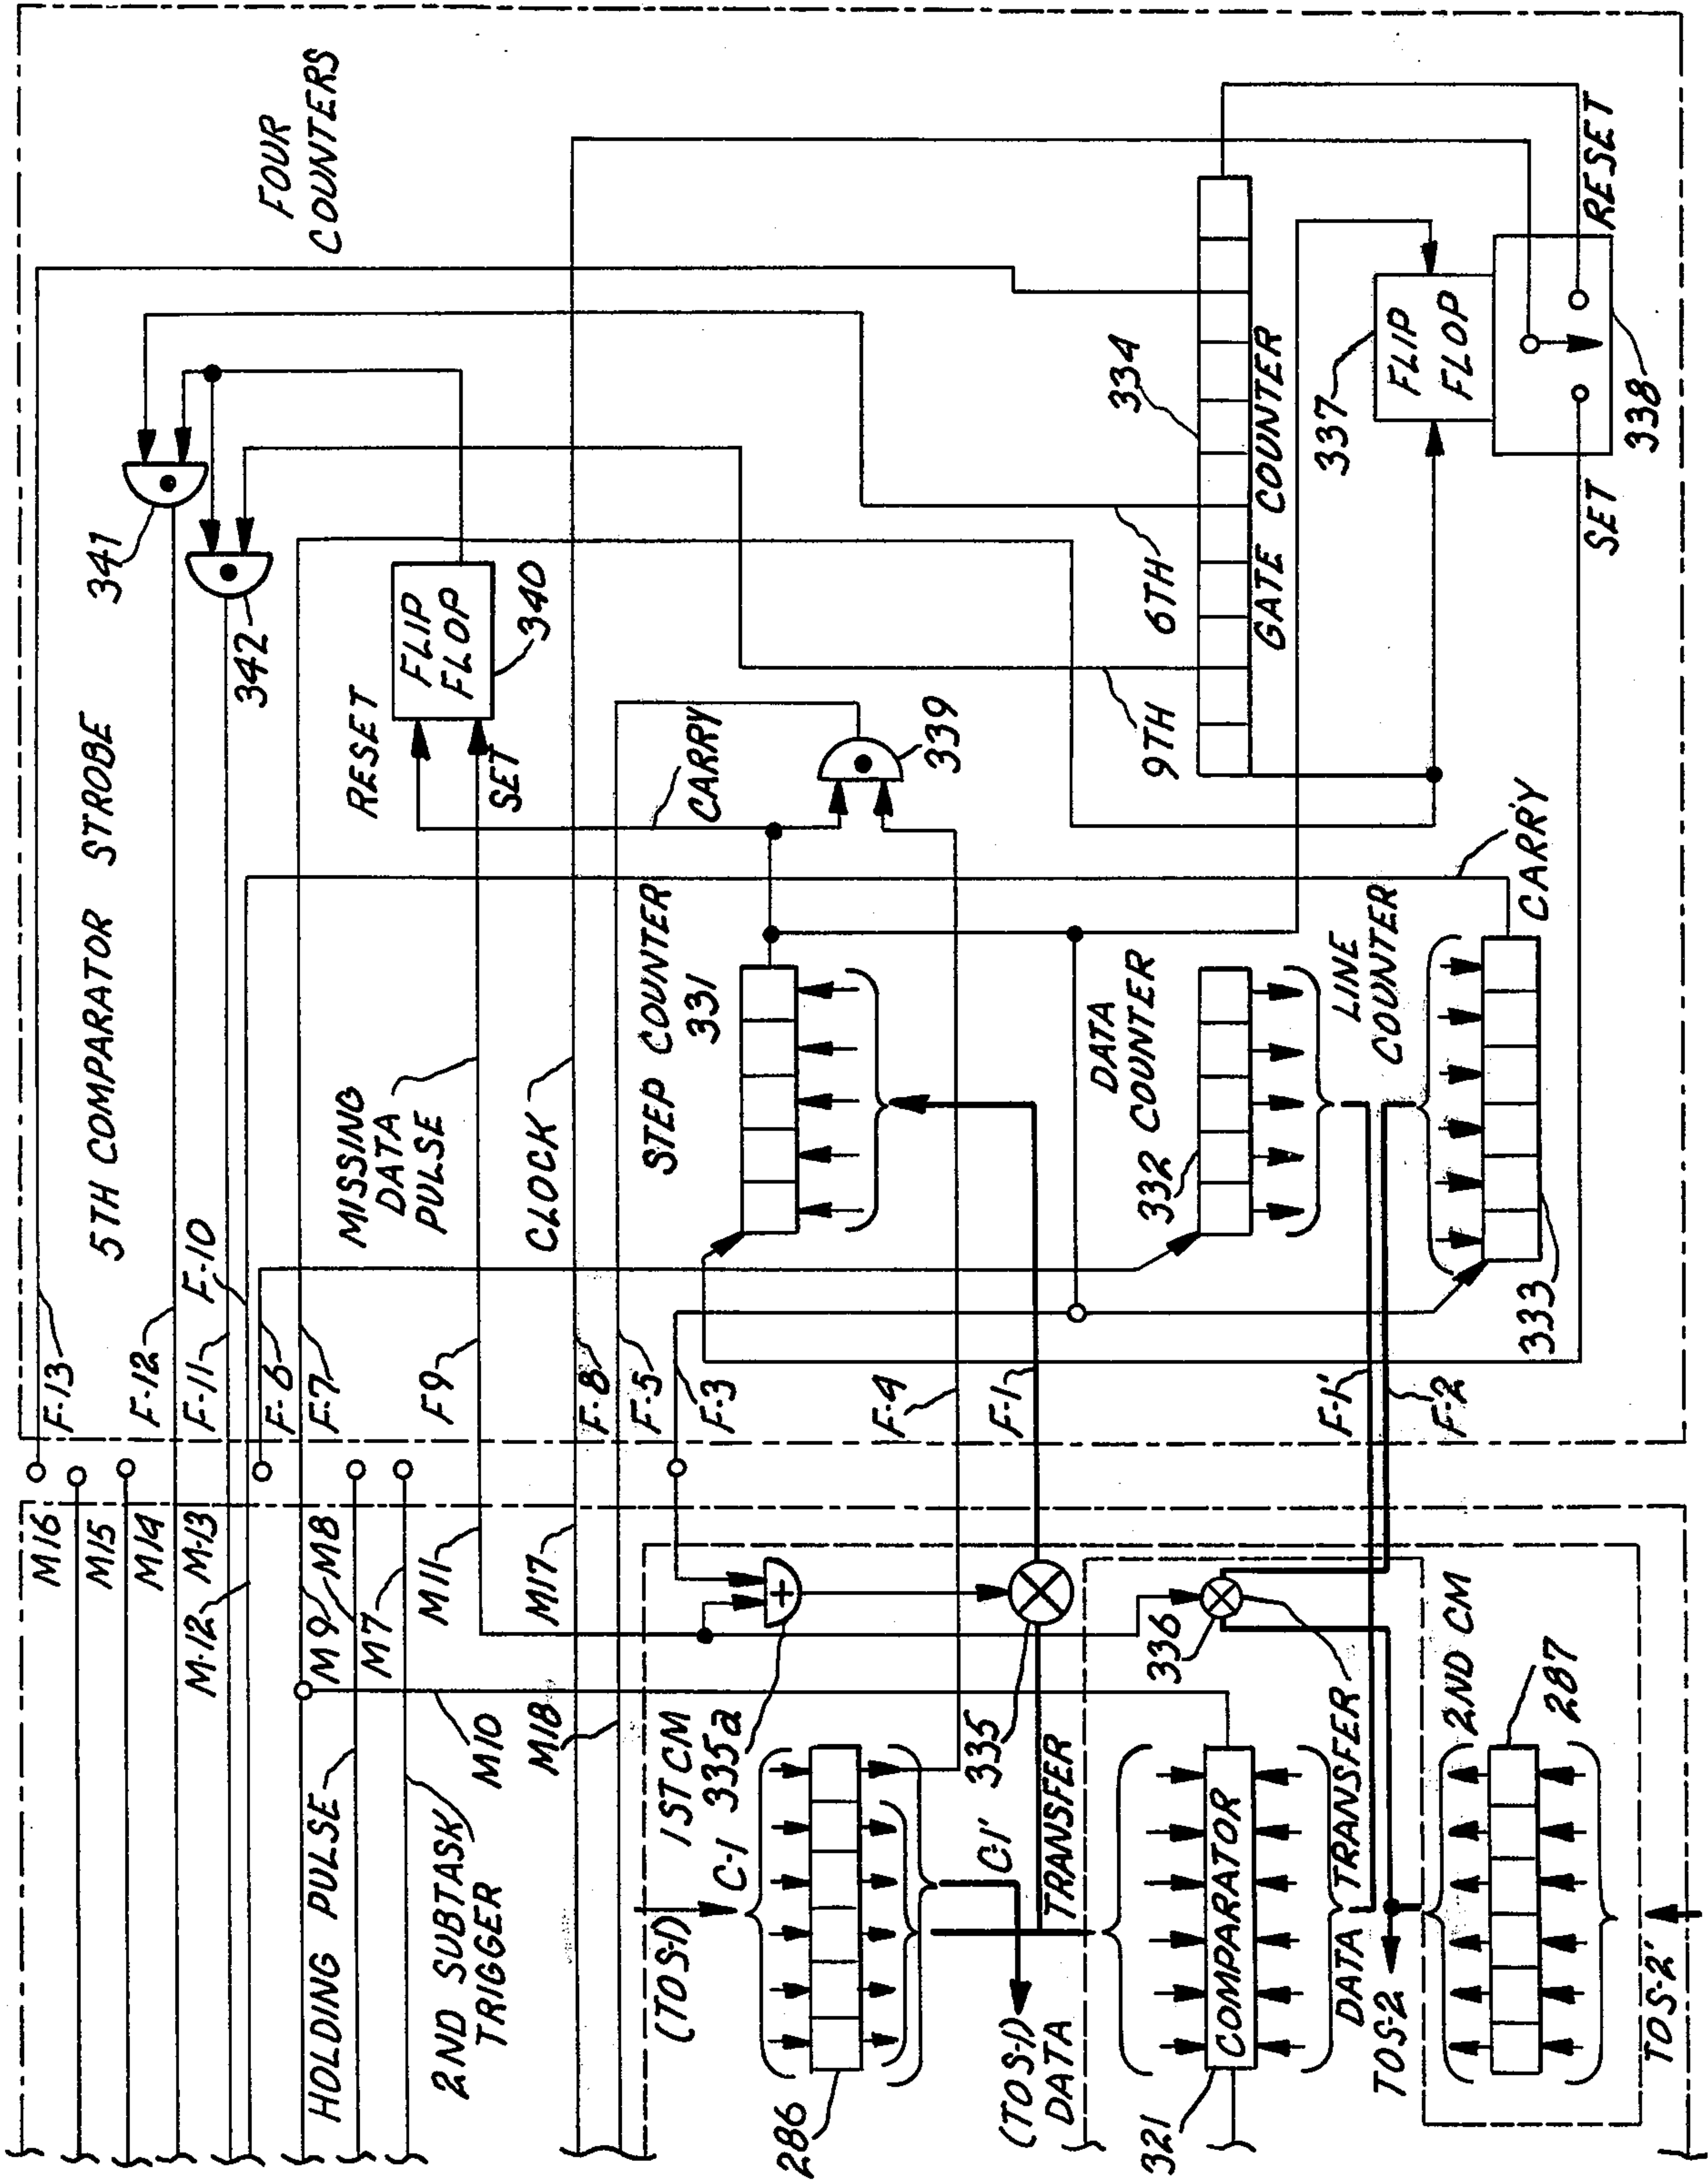 FOUR
COUNTERS
5TH COMPARATOR STROBE
341
342
F-13
F-12
F-11
F-10
F-6
F-7
M16
M15
M14
M-13
M-12
M9
M8
M7
HOLDING PULSE
2ND SUBTASK
TRIGGER
M10
M11
F9
MISSING
DATA
PULSE
RESET
SET
FLIP
FLOP
340
M17
CLOCK
F-8
M18
F-5
F-3
F-4
F-1
STEP COUNTER
331
CARRY
339
9TH
6TH
334
GATE COUNTER
337
FLIP
FLOP
SET
RESET
338
DATA
COUNTER
332
LINE
COUNTER
333
CARRY
F-1'
F-2
1ST CM
335a
C-1
(TOS-1)
286
C-1'
335
TRANSFER
(TOS-1)
DATA
COMPARATOR
321
336
DATA TRANSFER
TOS-2
2ND CM
287
TOS-2'